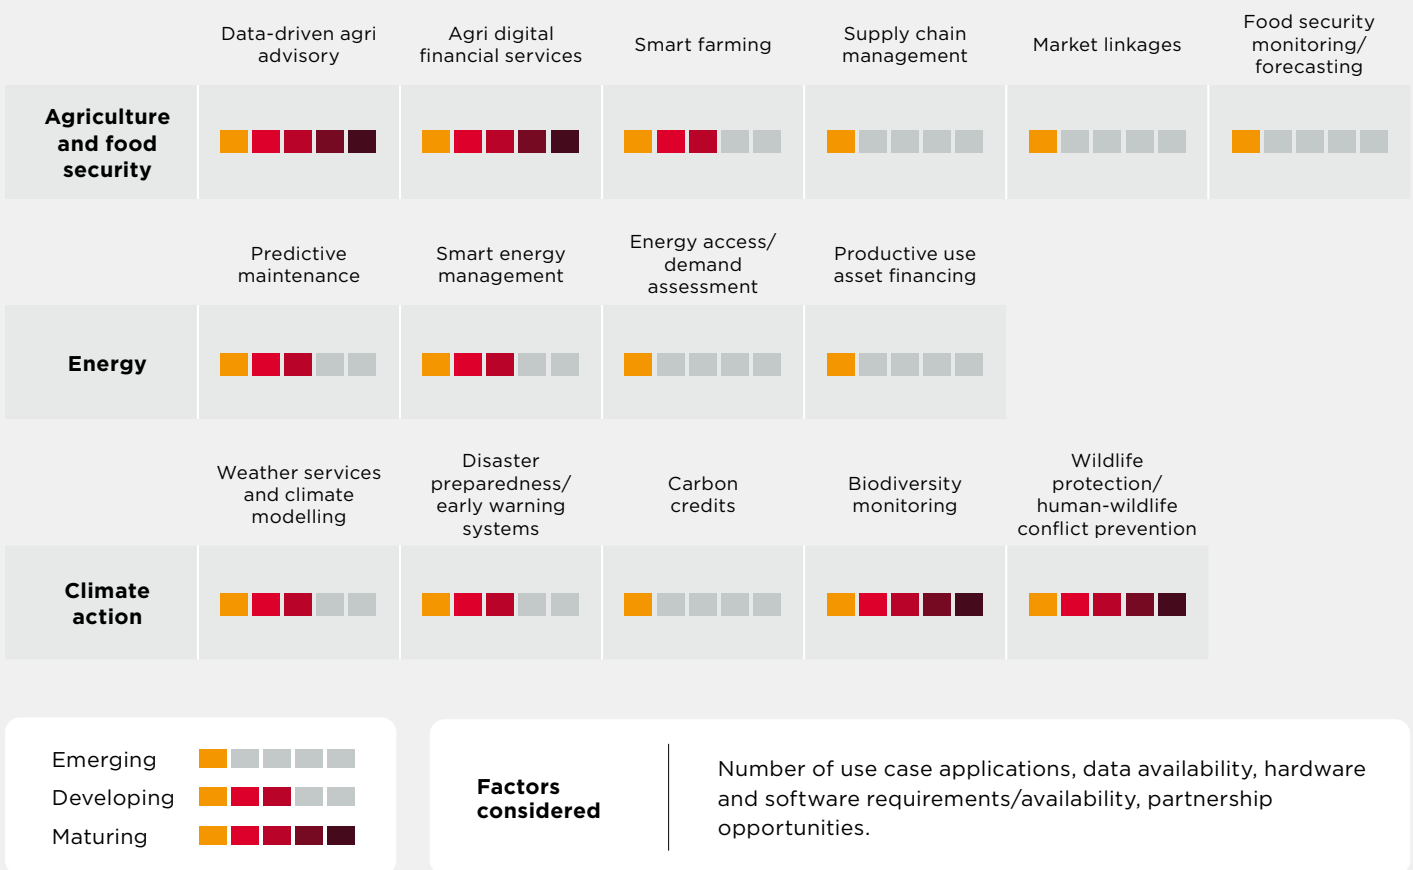 Data-driven agri
advisory
Agri digital
financial services
Smart farming
Supply chain
management
Market linkages
Food security
monitoring/
forecasting
Agriculture
and food
security
Predictive
maintenance
Smart energy
management
Energy access/
demand
assessment
Productive use
asset financing
Energy
Weather services
and climate
modelling
Disaster
preparedness/
early warning
systems
Carbon
credits
Biodiversity
monitoring
Wildlife
protection/
human-wildlife
conflict prevention
Climate
action
Emerging
Developing
Maturing
Factors
considered
Number of use case applications, data availability, hardware
and software requirements/availability, partnership
opportunities.